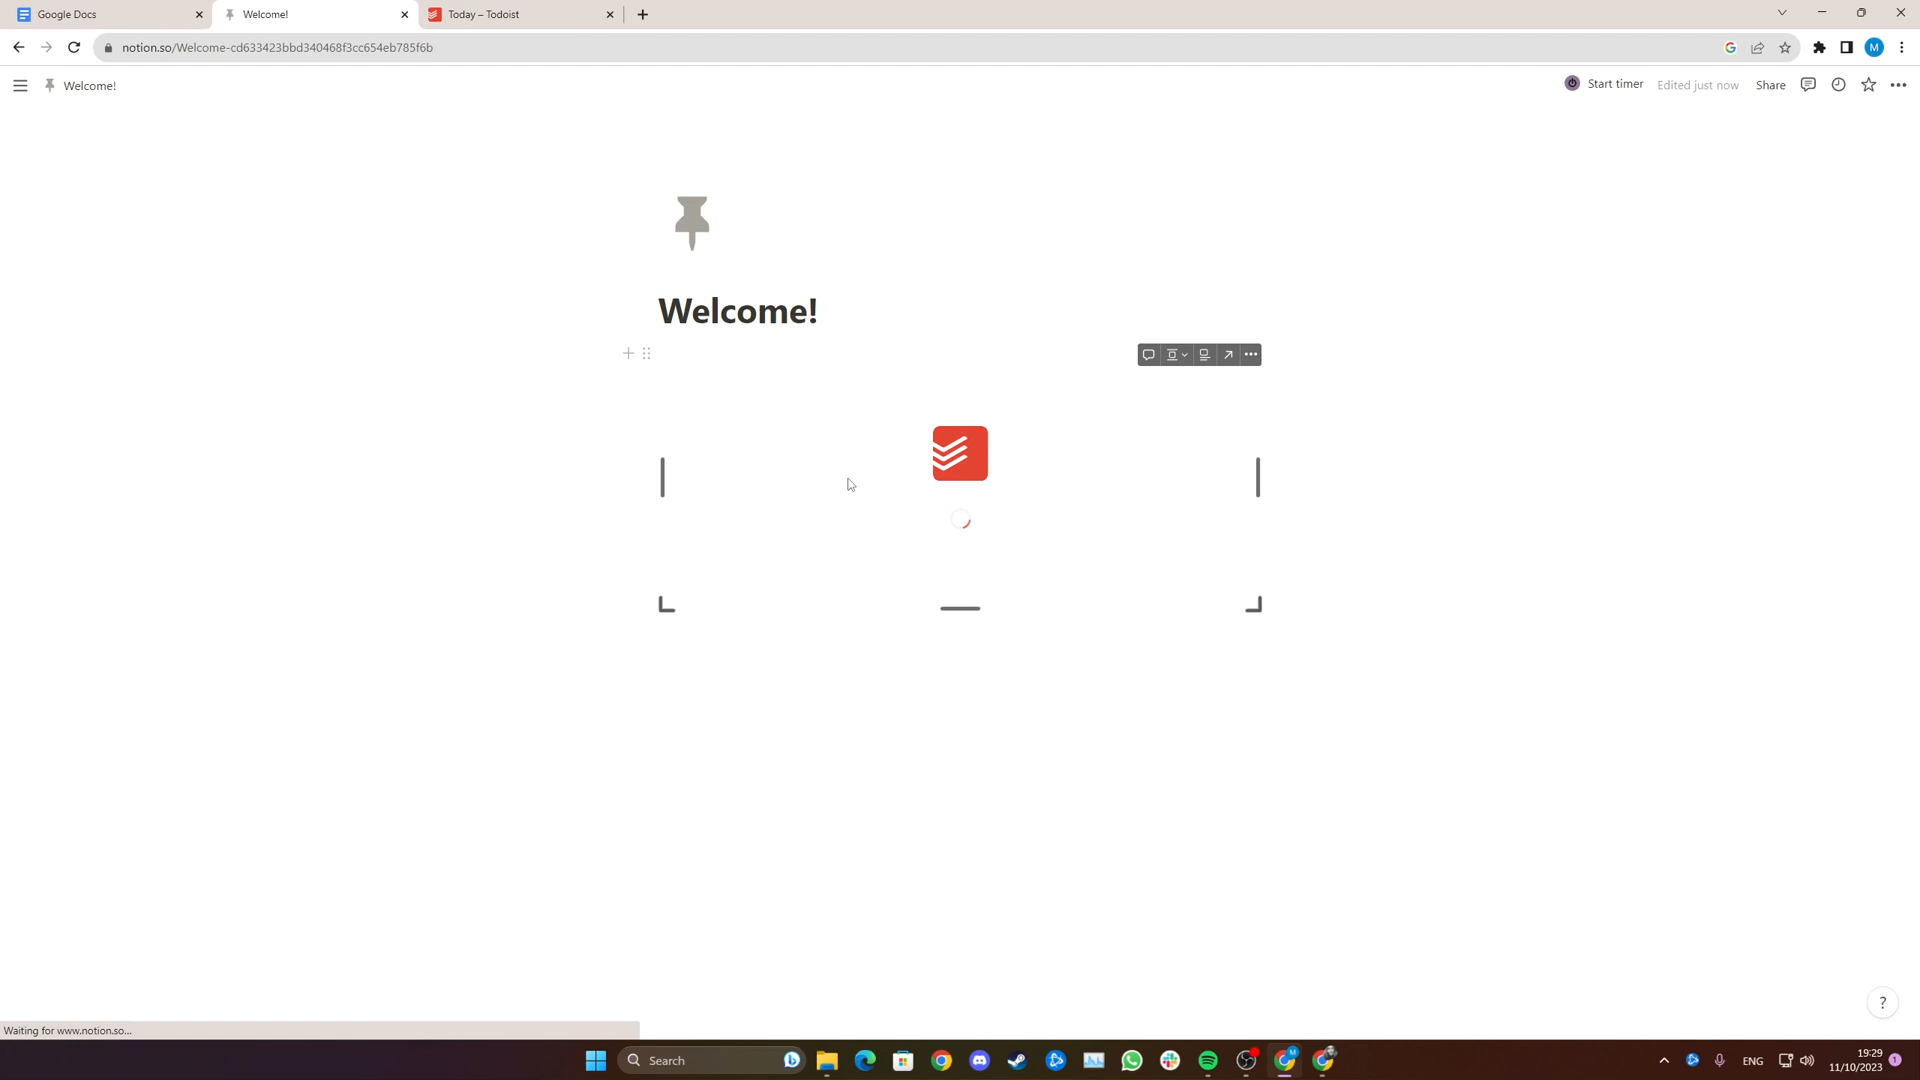 Google Docs
Welcome!
Today – Todoist
notion.so/Welcome-cd633423bbd340468f3cc654eb785f6b
M
Welcome!
Start timer
Edited just now
Share
Welcome!
?
Waiting for www.notion.so...
Search
M
ENG
19:29
11/10/2023
1